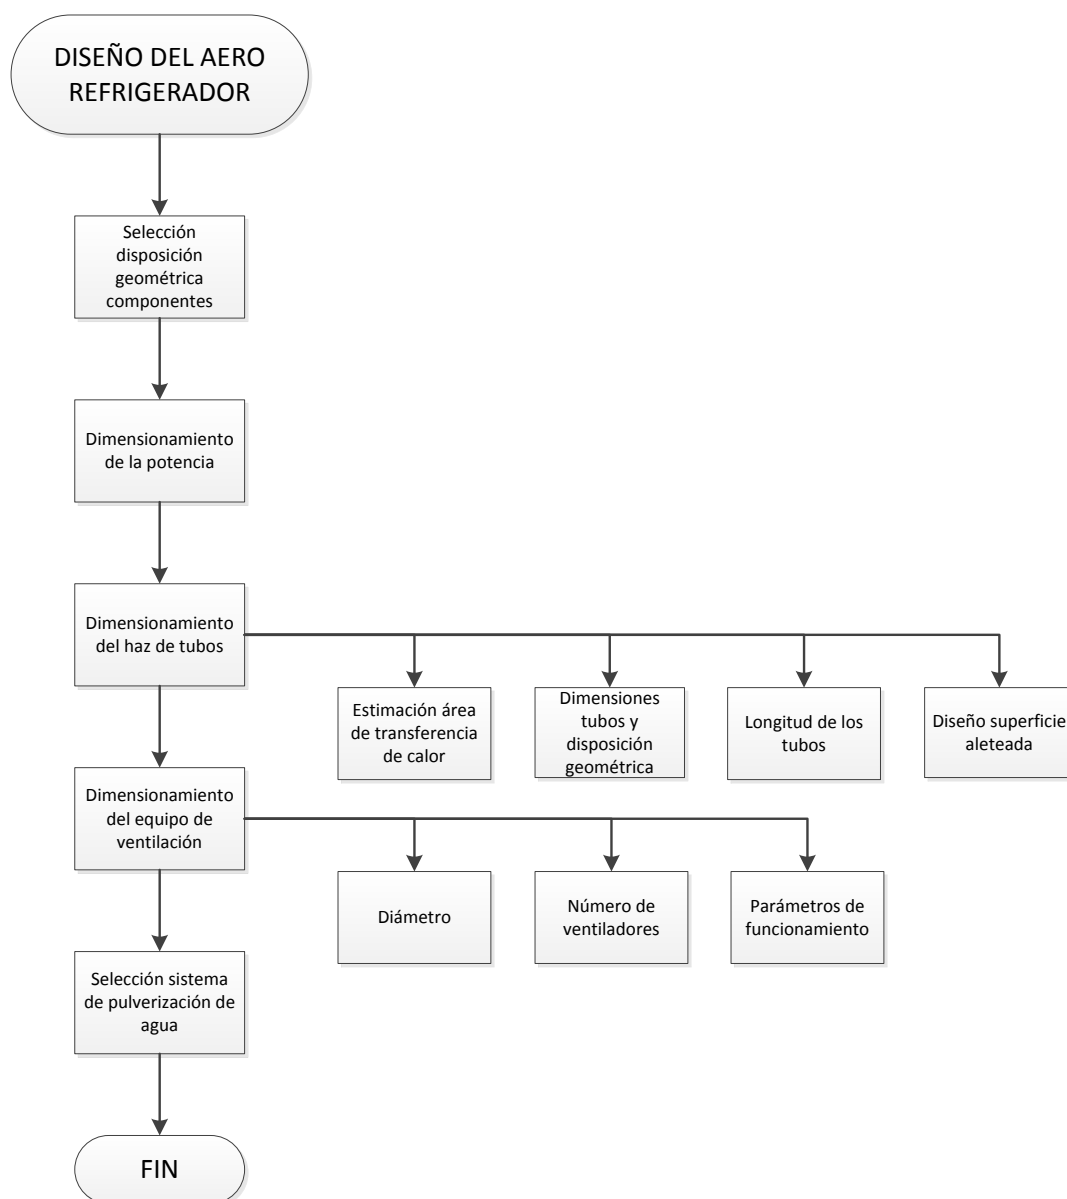 DISEÑO DEL AERO
REFRIGERADOR
Selección
disposición
geométrica
componentes
Dimensionamiento
de la potencia
Dimensionamiento
del haz de tubos
Estimación área
de transferencia
de calor
Dimensiones
tubos y
disposición
geométrica
Longitud de los
tubos
Diseño superficie
aleteada
Dimensionamiento
del equipo de
ventilación
Diámetro
Número de
ventiladores
Parámetros de
funcionamiento
Selección sistema
de pulverización de
agua
FIN